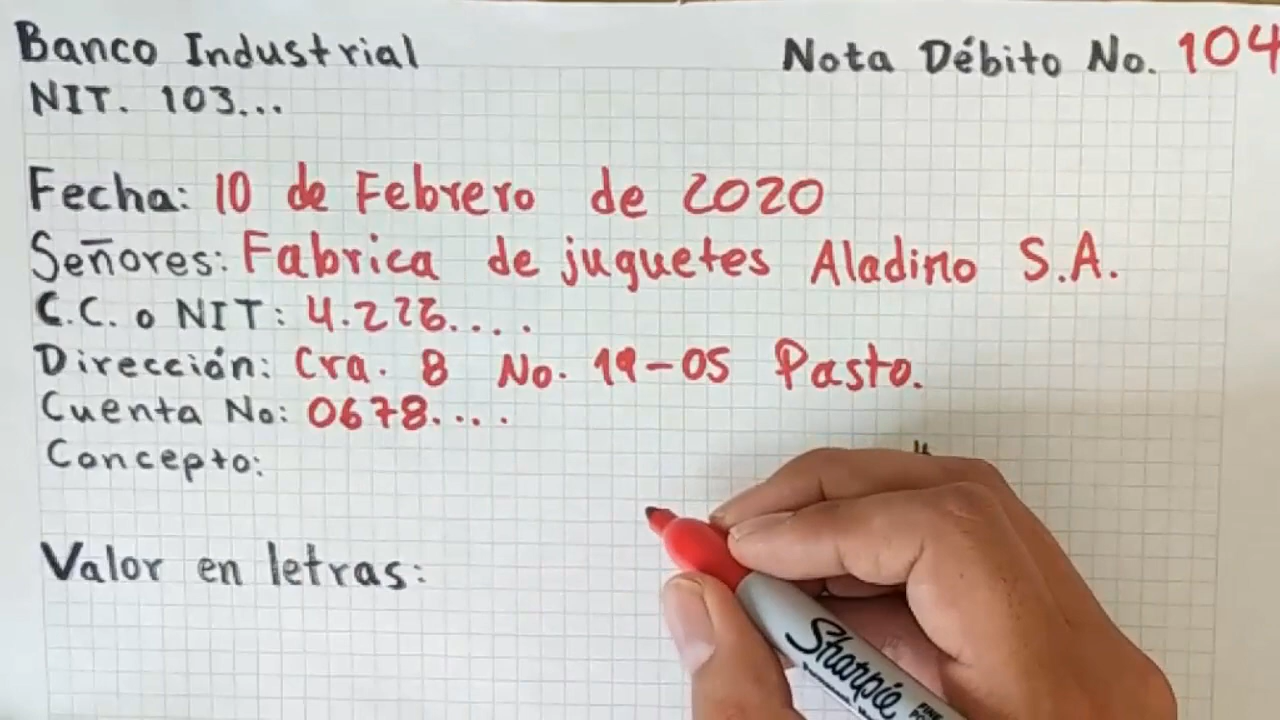 Banco Industrial
Nota Débito No. 104
NIT. 103...
Fecha: 10 de Febrero de 2020
Señores: Fabrica de juguetes Aladino S.A.
C.C. o NIT: 4.226....
Dirección: Cra. 8 No. 19-05 Pasto.
Cuenta No: 0678....
Concepto:
Valor en letras:
Sharpie